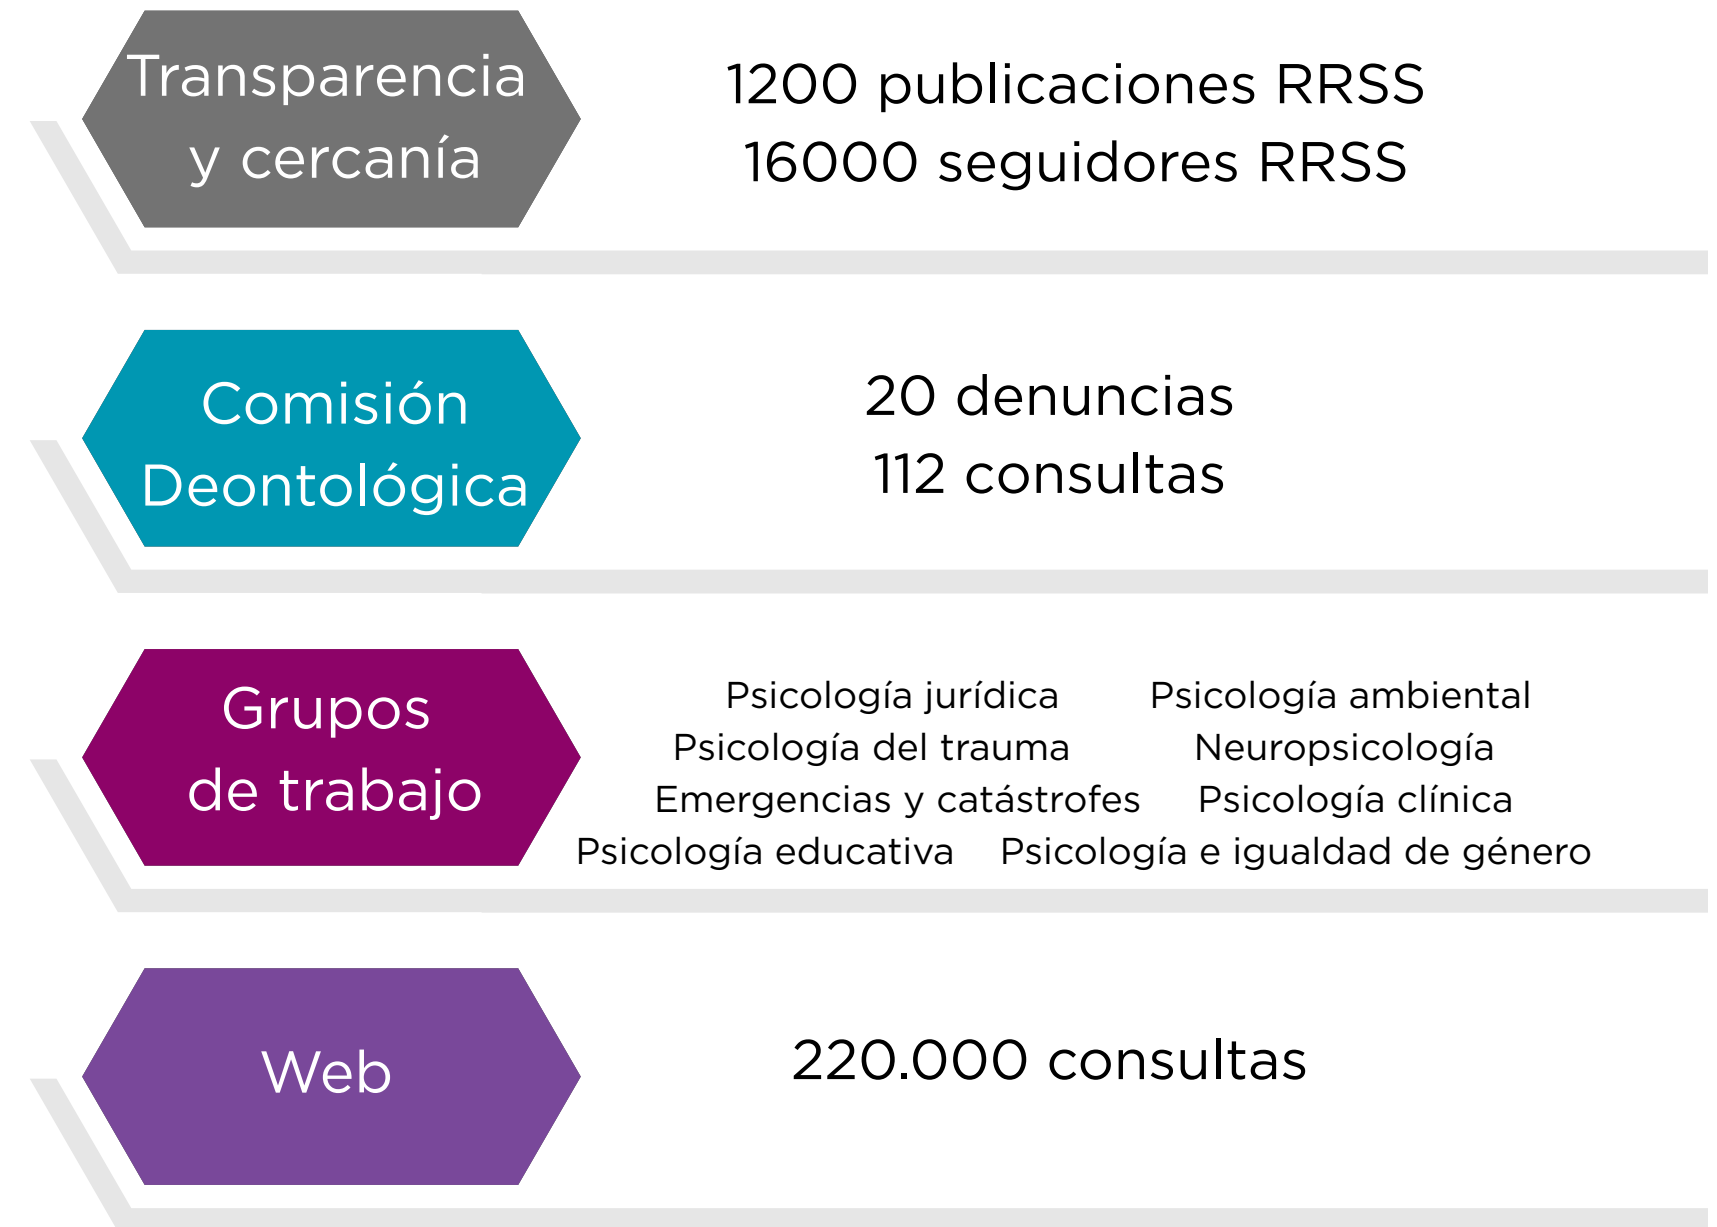 Transparencia
y cercanía
1200 publicaciones RRSS
16000 seguidores RRSS
Comisión
Deontológica
20 denuncias
112 consultas
Grupos
de trabajo
Psicología jurídica Psicología ambiental
Psicología del trauma Neuropsicología
Emergencias y catástrofes Psicología clínica
Psicología educativa Psicología e igualdad de género
Web
220.000 consultas